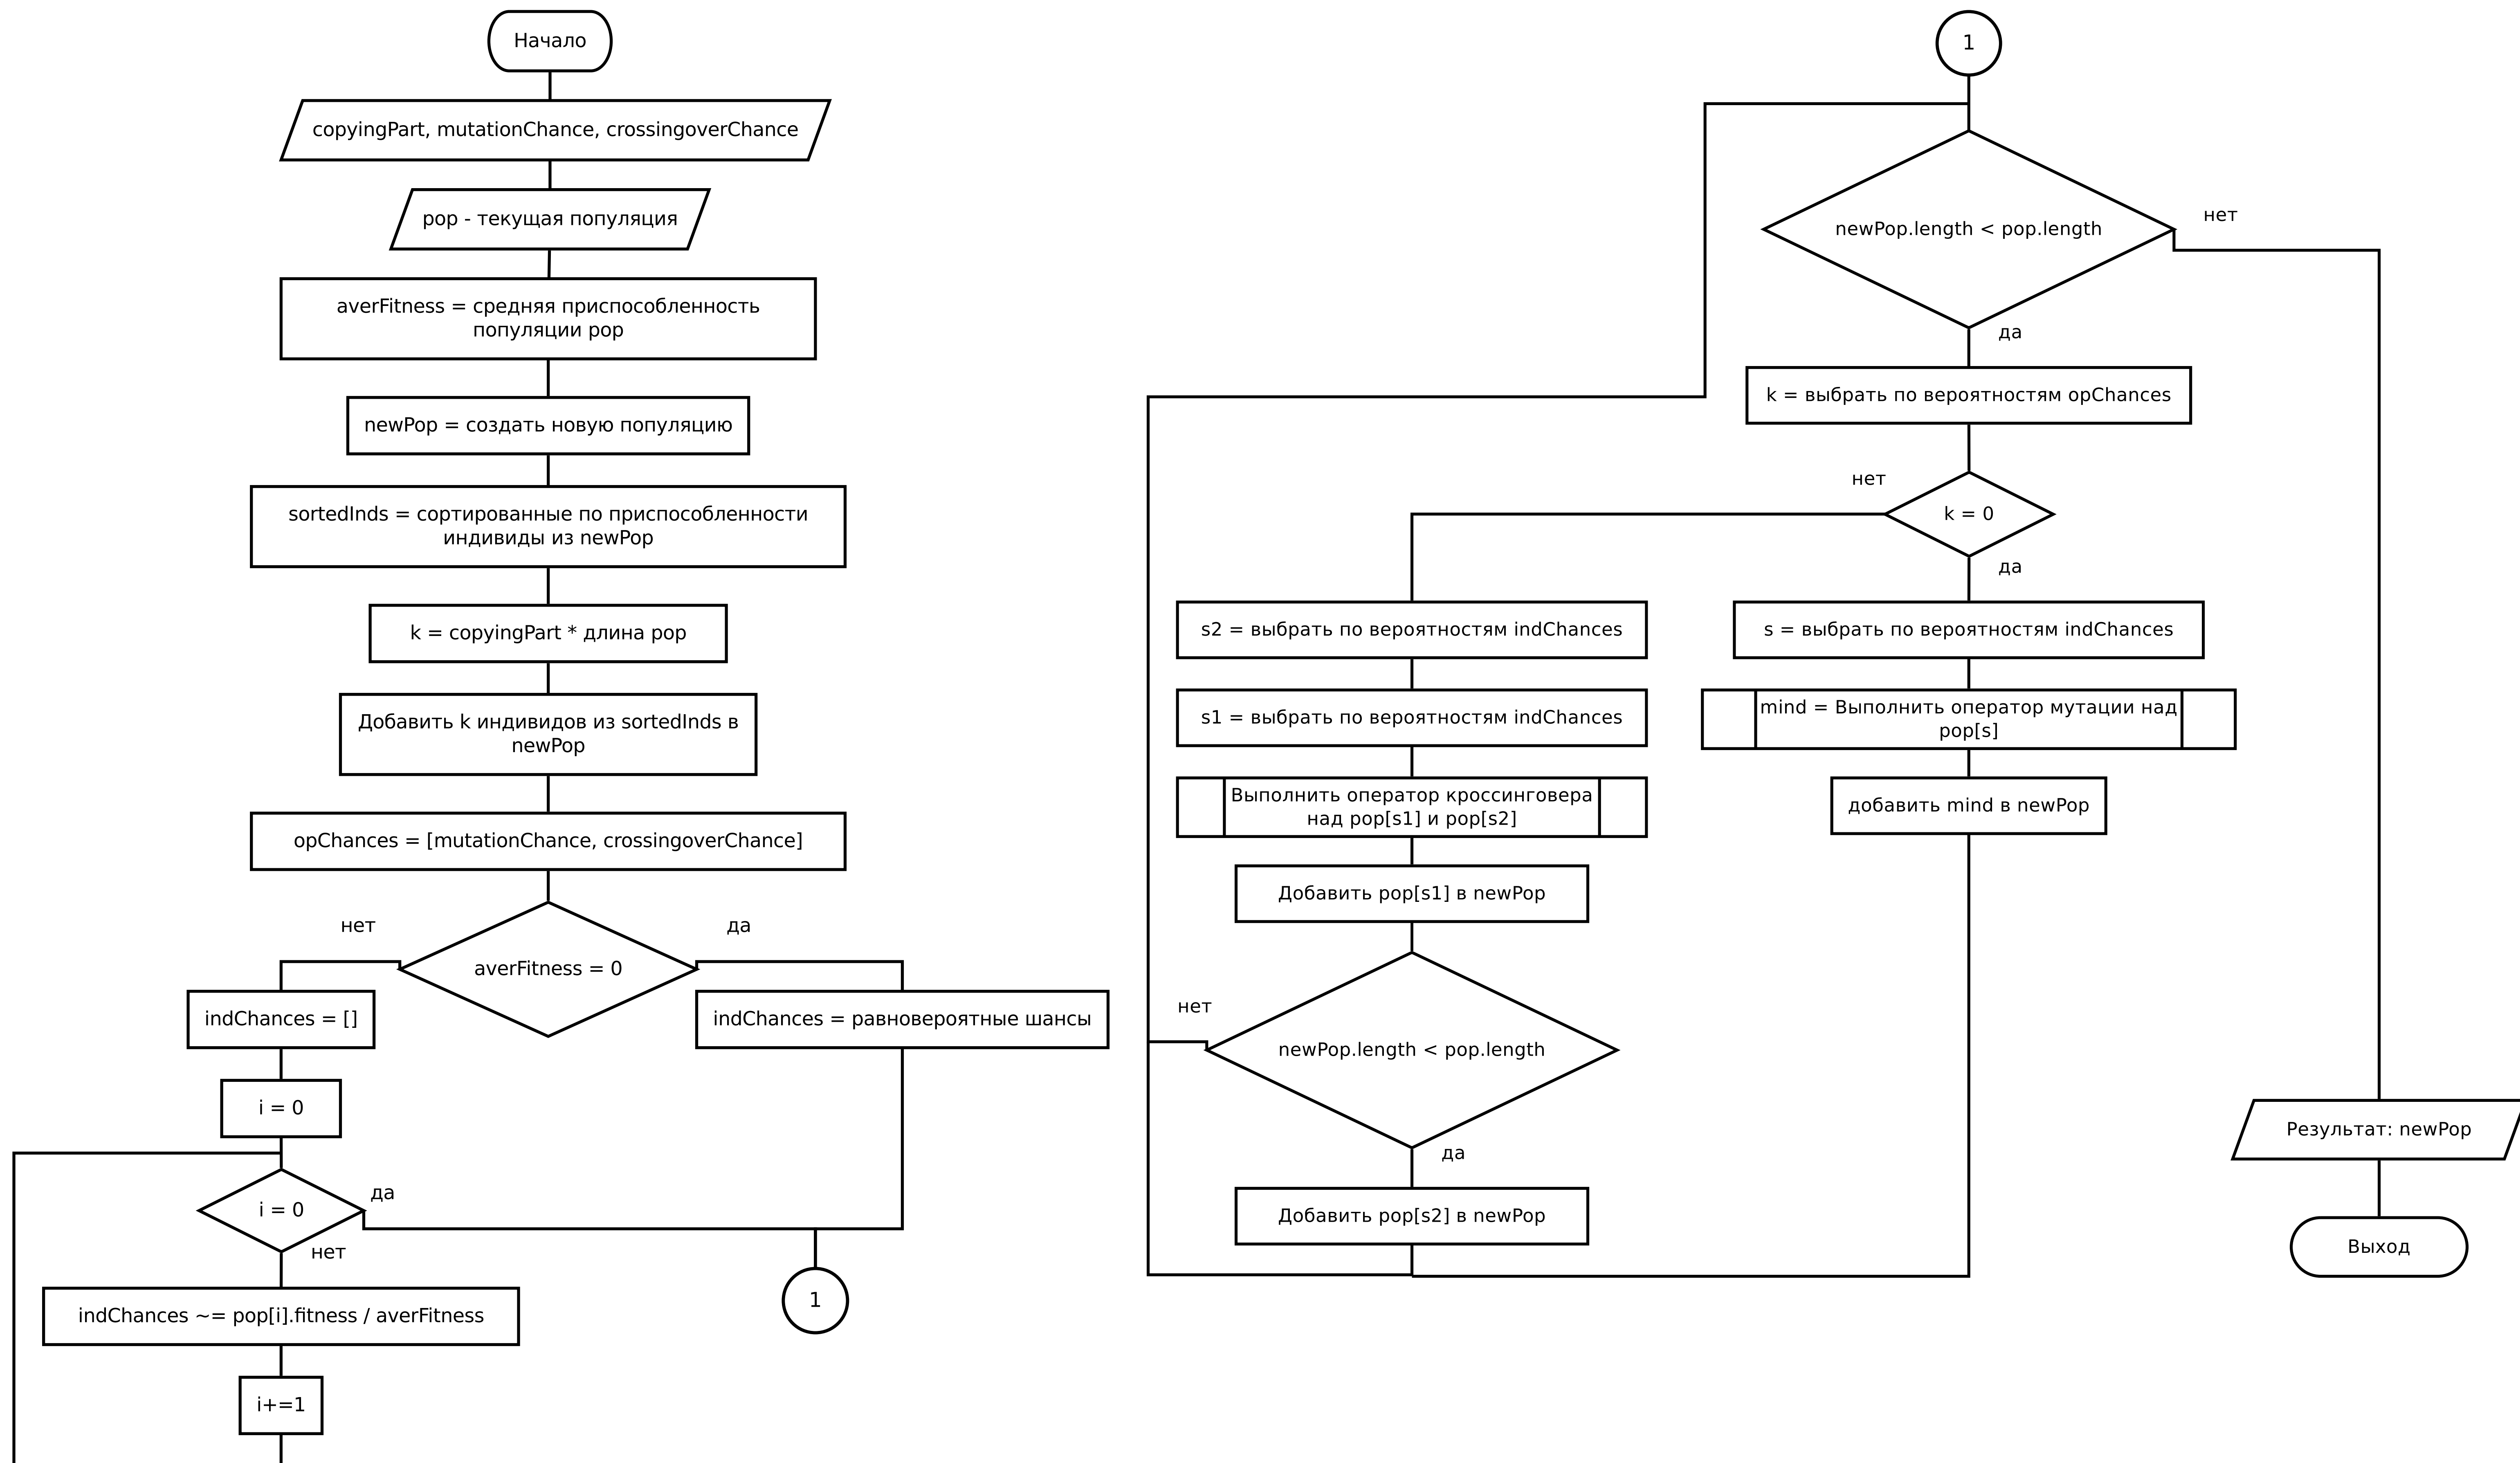 Начало
copyingPart, mutationChance, crossingoverChance
pop - текущая популяция
averFitness = средняя приспособленность
популяции pop
newPop = создать новую популяцию
sortedInds = сортированные по приспособленности
индивиды из newPop
k = copyingPart * длина pop
Добавить k индивидов из sortedInds в
newPop
opChances = [mutationChance, crossingoverChance]
нет
да
averFitness = 0
indChances = []
indChances = равновероятные шансы
i = 0
i = 0
да
нет
indChances ~= pop[i].fitness / averFitness
i+=1
1
1
newPop.length < pop.length
нет
да
k = выбрать по вероятностям opChances
нет
k = 0
да
s2 = выбрать по вероятностям indChances
s1 = выбрать по вероятностям indChances
Выполнить оператор кроссинговера
над pop[s1] и pop[s2]
Добавить pop[s1] в newPop
нет
newPop.length < pop.length
да
Добавить pop[s2] в newPop
s = выбрать по вероятностям indChances
mind = Выполнить оператор мутации над
pop[s]
добавить mind в newPop
Результат: newPop
Выход